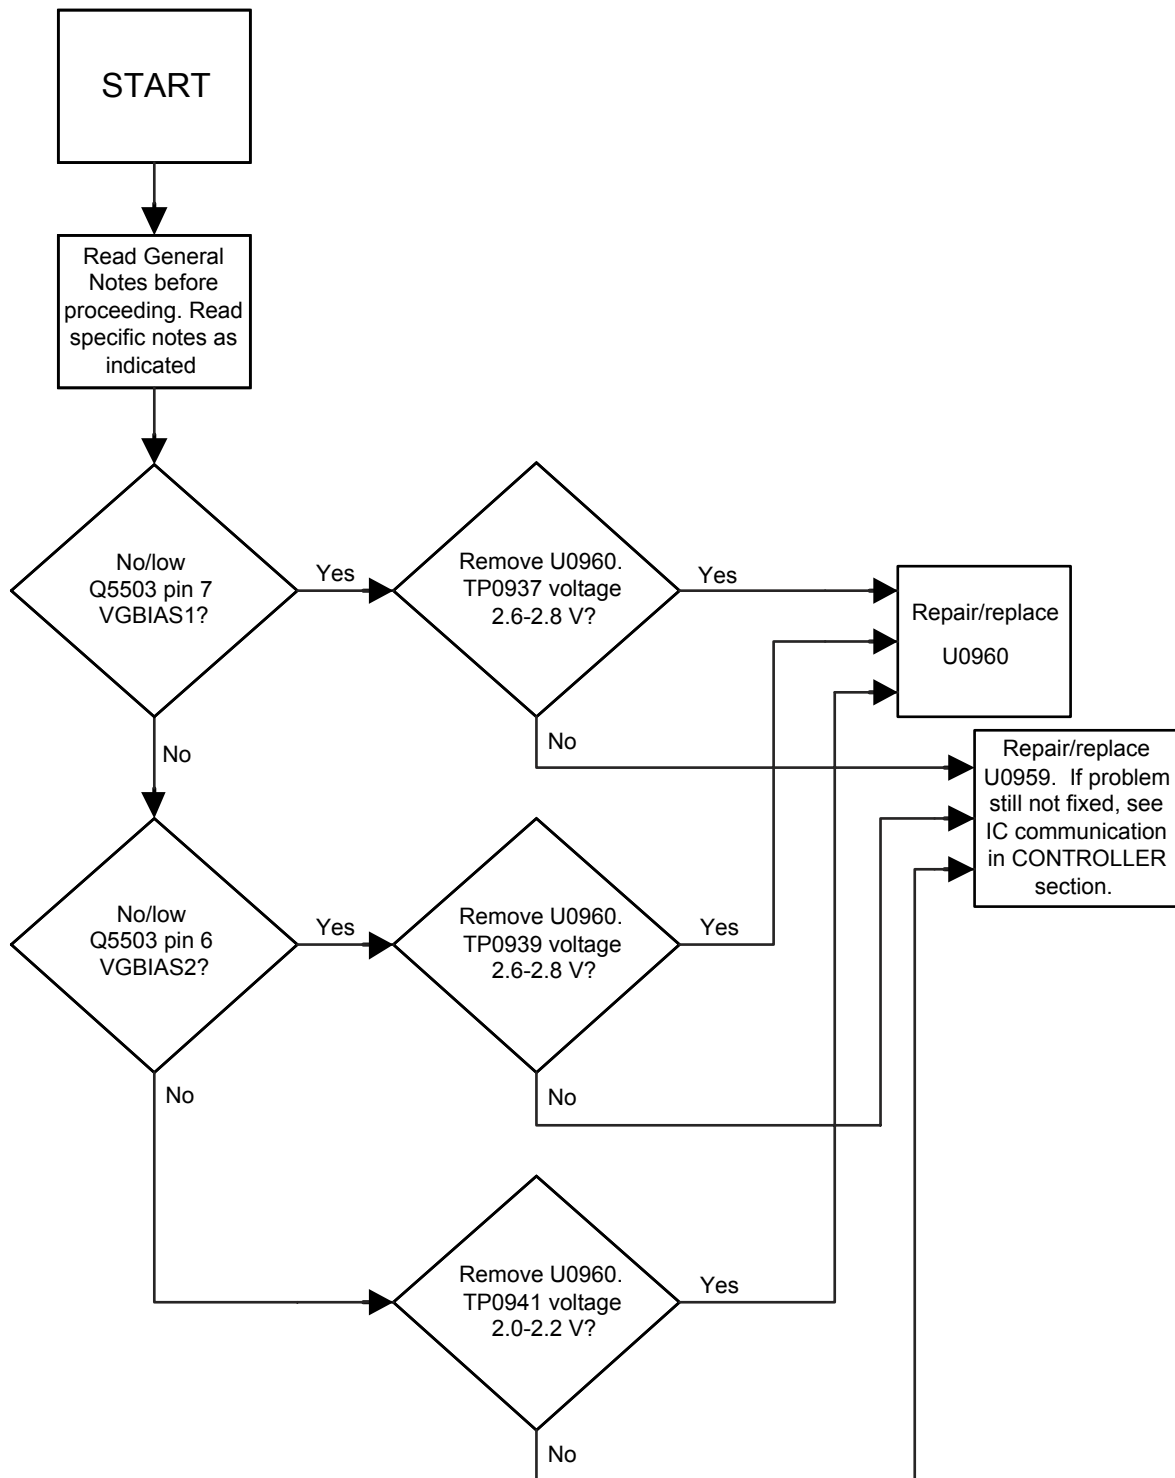 START
Read General
Notes before
proceeding. Read
specific notes as
indicated
No/low
Q5503 pin 7
VGBIAS1?
Yes
Remove U0960.
TP0937 voltage
2.6-2.8 V?
Yes
Repair/replace
U0960
No
No
Repair/replace
U0959.  If problem
still not fixed, see
IC communication
in CONTROLLER
section.
No/low
Q5503 pin 6
VGBIAS2?
Yes
Remove U0960.
TP0939 voltage
2.6-2.8 V?
Yes
No
No
Remove U0960.
TP0941 voltage
2.0-2.2 V?
Yes
No